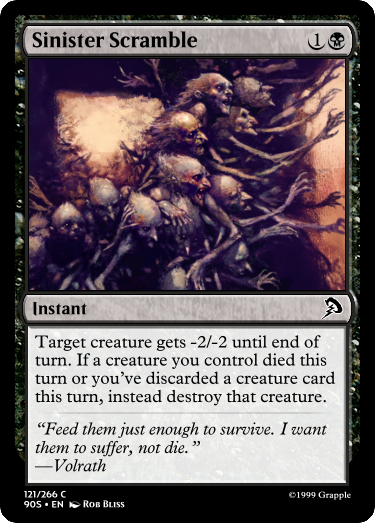 Sinister Scramble 1
Instant
Target creature gets -2/-2 until end of
turn. If a creature you control died this
turn or you've discarded a creature card
this turn, instead destroy that creature.
“Feed them just enough to survive. I want
them to suffer, not die.”
—Volrath
121/266 C
90S • EN Rob Bliss
©1999 Grapple